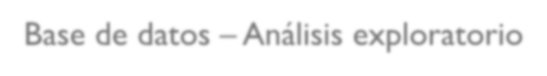 Base de datos – Análisis exploratorio